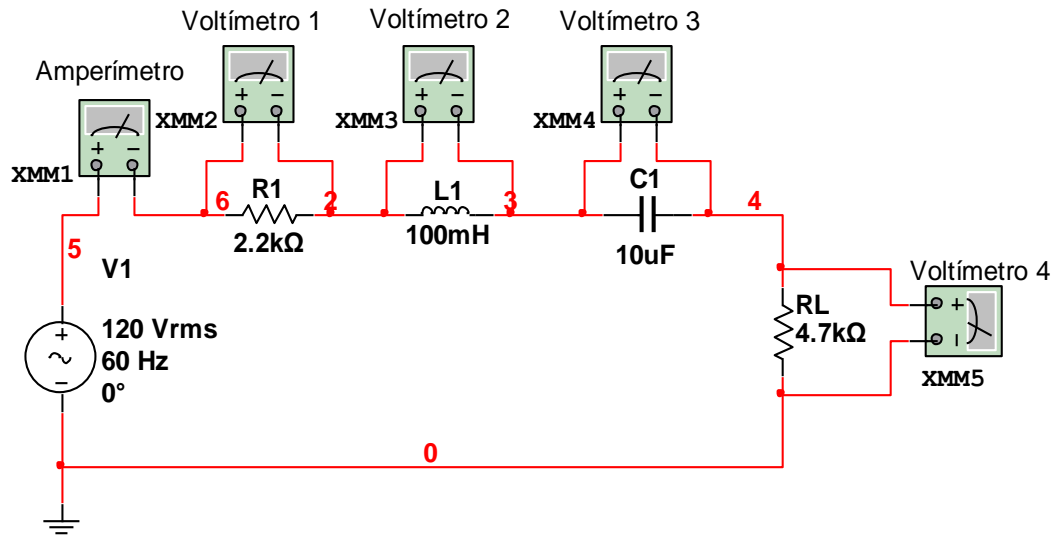 Voltímetro 1
Voltímetro 2
Voltímetro 3
Amperímetro
XMM1
XMM2
XMM3
XMM4
6
R1
2.2kΩ
2
L1
100mH
3
C1
10uF
4
5
V1
120 Vrms
60 Hz
0°
RL
4.7kΩ
Voltímetro 4
XMM5
0